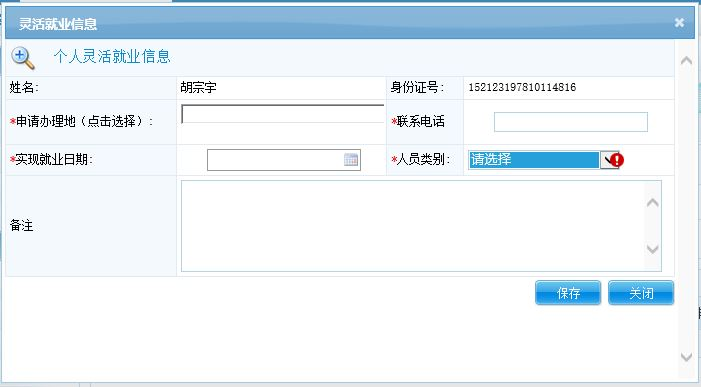 灵活就业信息
个人灵活就业信息
姓名: 胡宗宇 身份证号: 152123197810114816
*申请办理地（点击选择）: *联系电话
*实现就业日期: *人员类别: 请选择
备注
保存 关闭